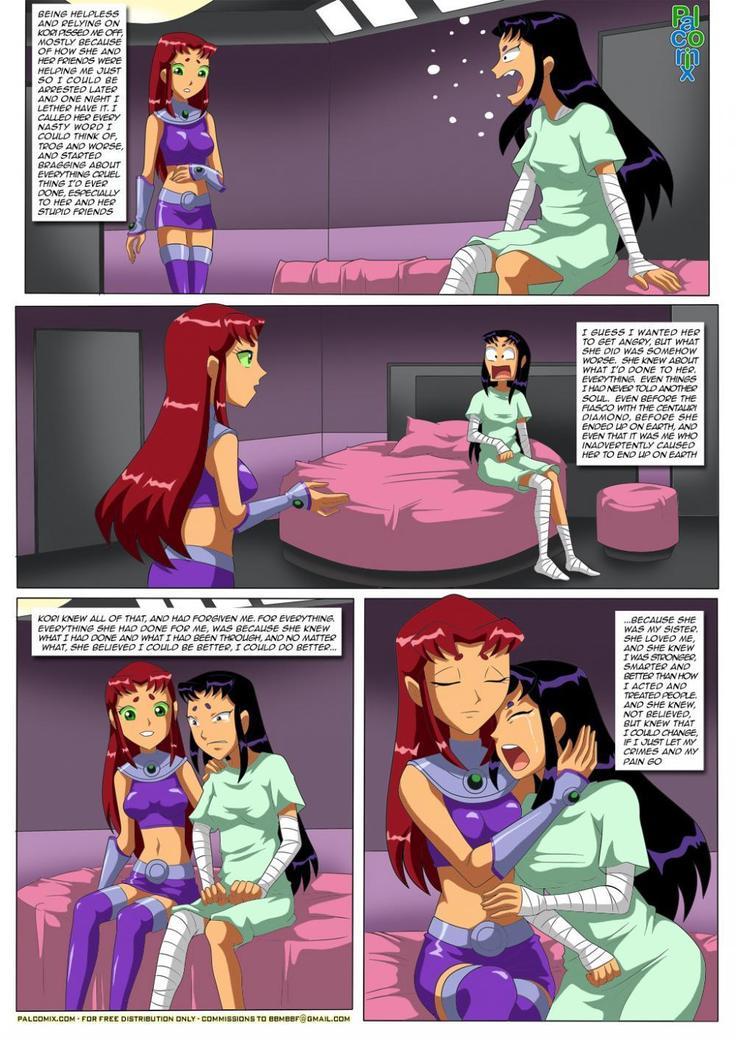 BEING HELPLESS
AND RELYING ON
KORI PISSED ME OFF,
MOSTLY BECAUSE
OF HOW SHE AND
HER FRIENDS WERE
HELPING ME JUST
SO I COULD BE
ARRESTED LATER
AND ONE NIGHT I
LETHER HAVE IT. I
CALLED HER EVERY
NASTY WORD I
COULD THINK OF,
TROG AND WORSE,
AND STARTED
BRAGGING ABOUT
EVERYTHING CRUEL
THING I'D EVER
DONE, ESPECIALLY
TO HER AND HER
STUPID FRIENDS
Palcomix
I GUESS I WANTED HER
TO GET ANGRY, BUT WHAT
SHE DID WAS SOMEHOW
WORSE. SHE KNEW ABOUT
WHAT I'D DONE TO HER.
EVERYTHING. EVEN THINGS
I HAD NEVER TOLD ANOTHER
SOUL. EVEN BEFORE THE
FIASCO WITH THE CENTAURI
DIAMOND, BEFORE SHE
ENDED UP ON EARTH, AND
EVEN THAT IT WAS ME WHO
INADVERTENTLY CAUSED
HER TO END UP ON EARTH
KORI KNEW ALL OF THAT, AND HAD FORGIVEN ME. FOR EVERYTHING.
EVERYTHING SHE HAD DONE FOR ME, WAS BECAUSE SHE KNEW
WHAT I HAD DONE AND WHAT I HAD BEEN THROUGH, AND NO MATTER
WHAT, SHE BELIEVED I COULD BE BETTER, I COULD DO BETTER...
...BECAUSE SHE
WAS MY SISTER.
SHE LOVED ME,
AND SHE KNEW
I WAS STRONGER,
SMARTER AND
BETTER THAN HOW
I ACTED AND
TREATED PEOPLE.
AND SHE KNEW,
NOT BELIEVED,
BUT KNEW THAT
I COULD CHANGE,
IF I JUST LET MY
CRIMES AND MY
PAIN GO
PALCOMIX.COM - FOR FREE DISTRIBUTION ONLY - COMMISSIONS TO BBMBBF@GMAIL.COM